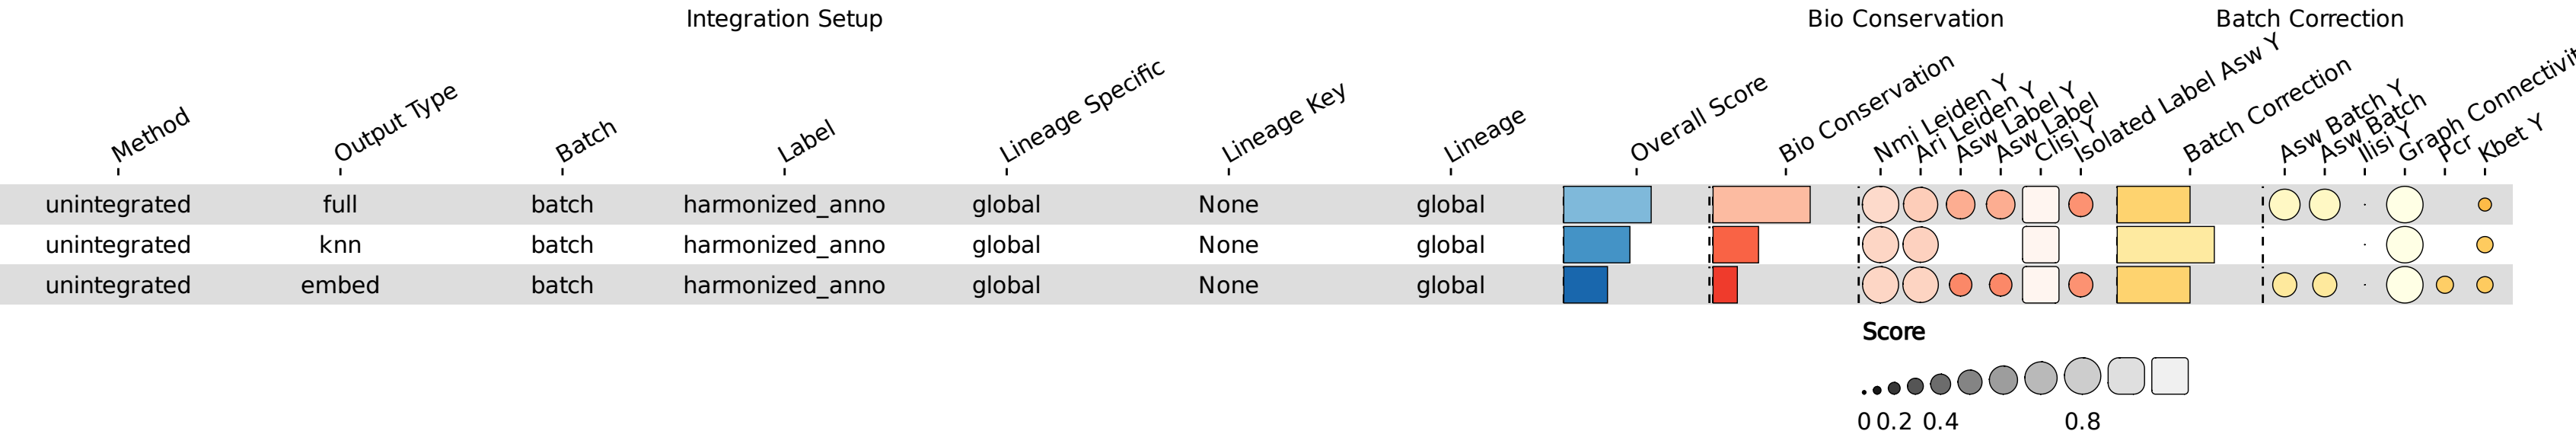 Integration Setup
Bio Conservation
Batch Correction
Method
Output Type
Batch
Label
Lineage Specific
Lineage Key
Lineage
Overall Score
Bio Conservation
Nmi Leiden Y
Ari Leiden Y
Asw Label Y
Asw Label
Clisi Y
Isolated Label Asw Y
Batch Correction
Asw Batch Y
Asw Batch
Ilisi Y
Graph Connectivit
Pcr
Kbet Y
unintegrated full batch harmonized_anno global None global
unintegrated knn batch harmonized_anno global None global
unintegrated embed batch harmonized_anno global None global
Score
0 0.2 0.4 0.8